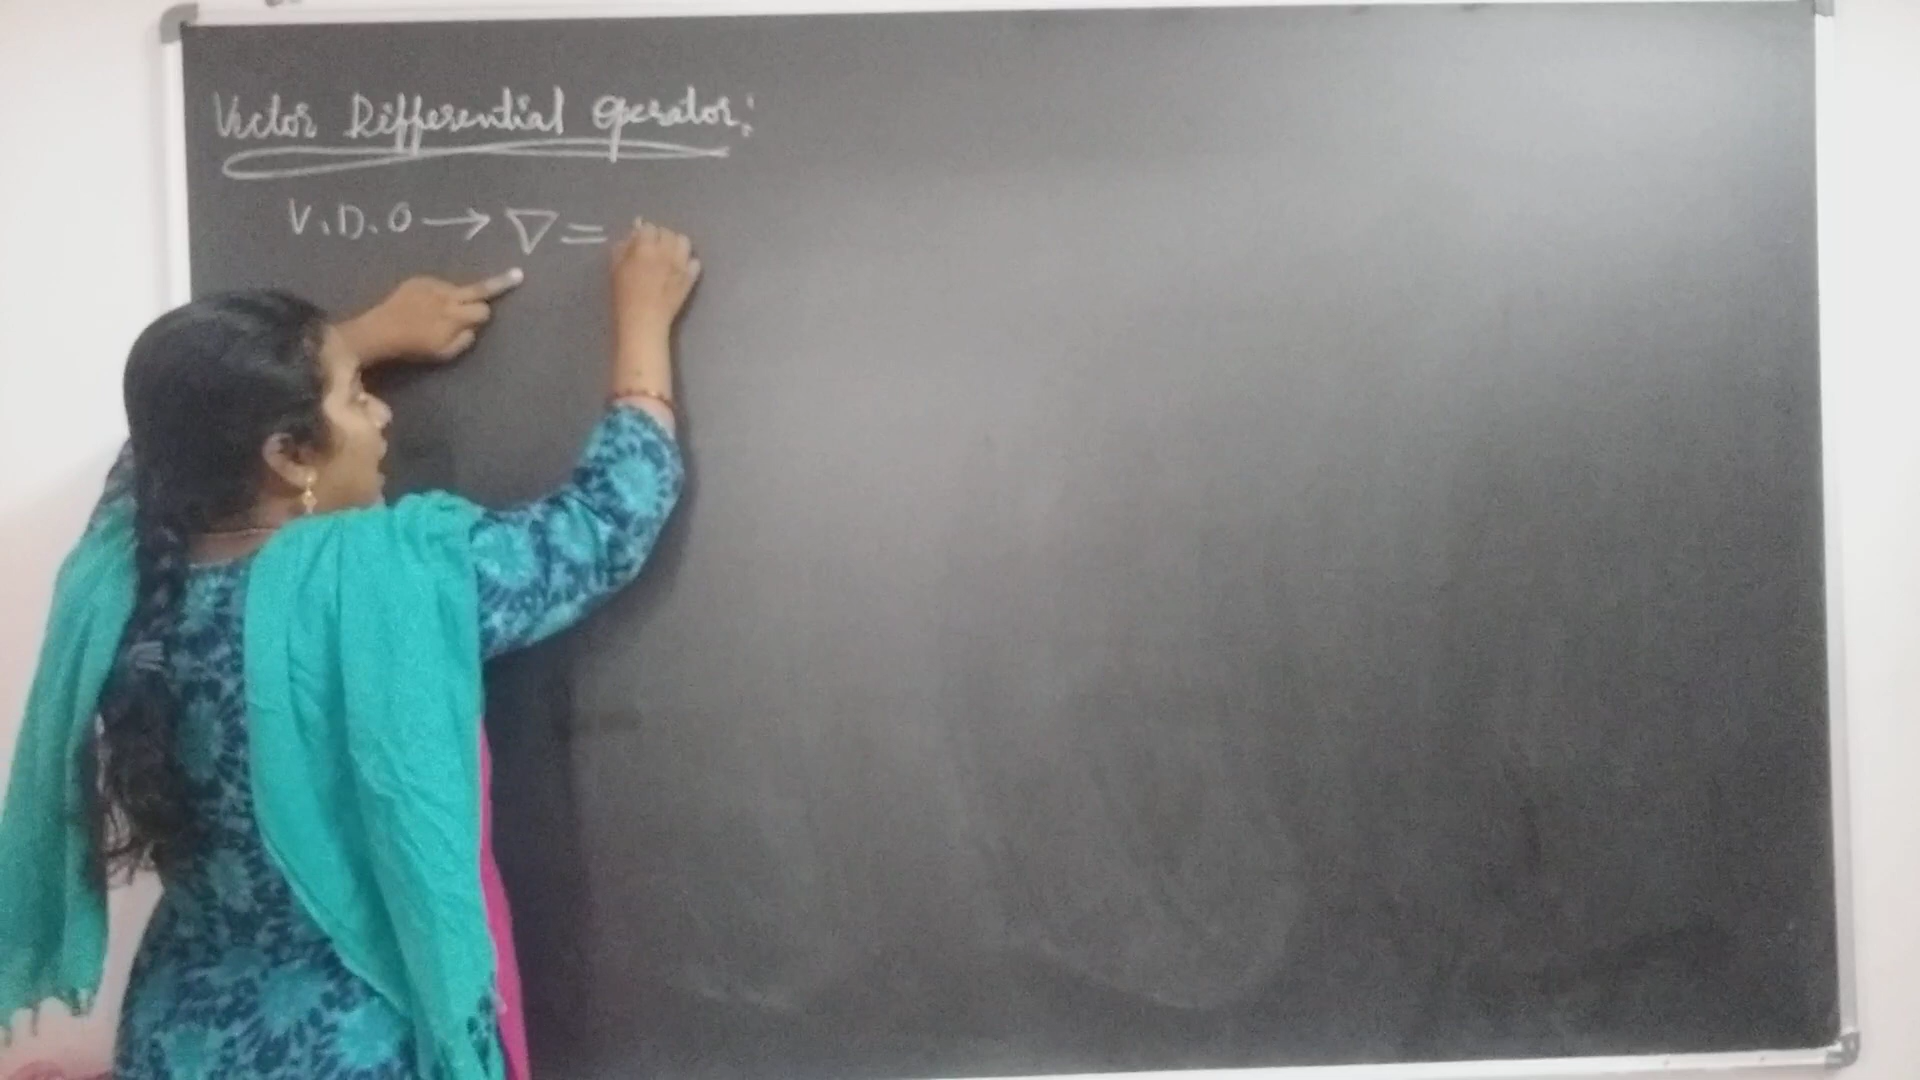 Vector Differential Operator:
V.D.O → ∇ =